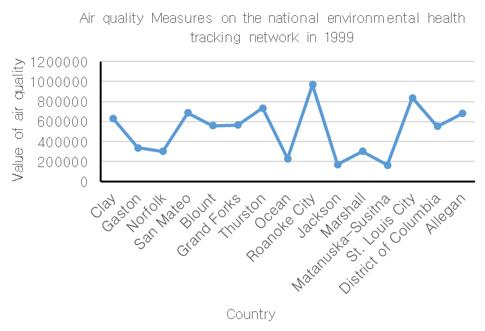 Air quality Measures on the national environmental health
tracking network in 1999
Value of air quality
1200000
1000000
800000
600000
400000
200000
0
Clay
Gaston
Norfolk
San Mateo
Blount
Grand Forks
Thurston
Ocean
Roanoke City
Jackson
Marshall
Matanuska-Susitna
St. Louis City
District of Columbia
Allegan
Country